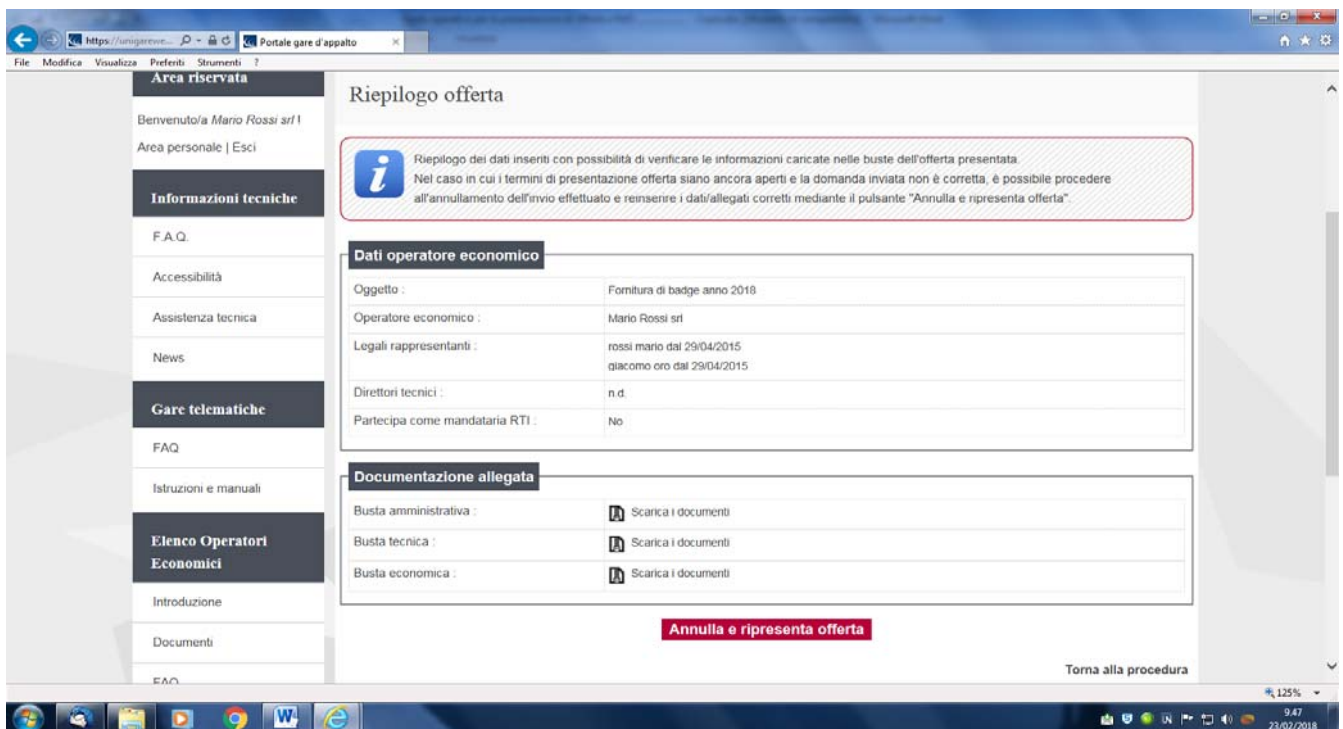 https://unigarewe...
Portale gare d'appalto
File Modifica Visualizza Preferiti Strumenti ?
Area riservata
Benvenuto/a Mario Rossi srl !
Area personale | Esci
Informazioni tecniche
F.A.Q.
Accessibilità
Assistenza tecnica
News
Gare telematiche
FAQ
Istruzioni e manuali
Elenco Operatori
Economici
Introduzione
Documenti
FAQ
Riepilogo offerta
Riepilogo dei dati inseriti con possibilità di verificare le informazioni caricate nelle buste dell'offerta presentata.
Nel caso in cui i termini di presentazione offerta siano ancora aperti e la domanda inviata non è corretta, è possibile procedere
all'annullamento dell'invio effettuato e reinserire i dati/allegati corretti mediante il pulsante "Annulla e ripresenta offerta".
Dati operatore economico
Oggetto : Fornitura di badge anno 2018
Operatore economico : Mario Rossi srl
Legali rappresentanti : rossi mario dal 29/04/2015
giacomo oro dal 29/04/2015
Direttori tecnici : n.d.
Partecipa come mandataria RTI : No
Documentazione allegata
Busta amministrativa : Scarica i documenti
Busta tecnica : Scarica i documenti
Busta economica : Scarica i documenti
Annulla e ripresenta offerta
Torna alla procedura
125%
9.47
23/02/2018